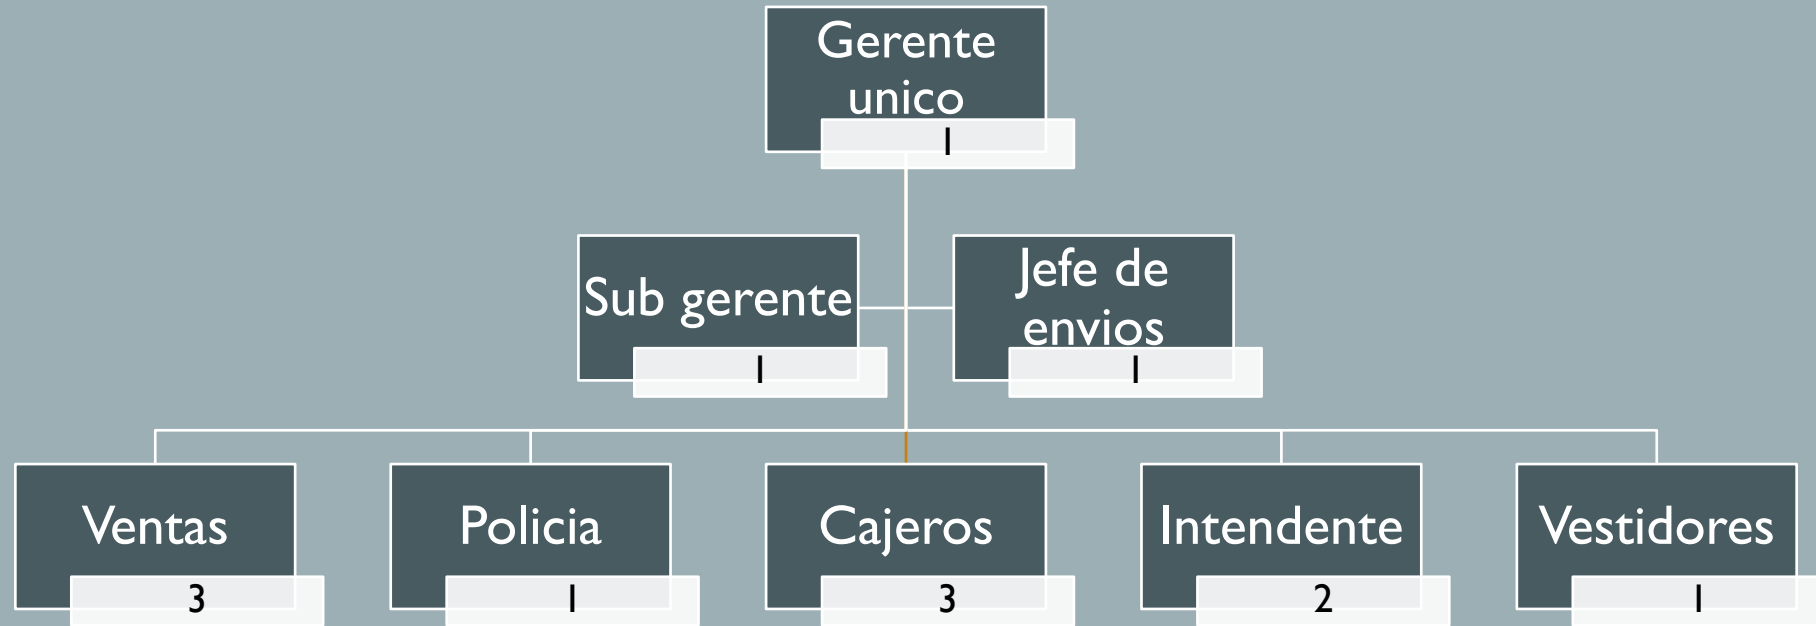 Gerente
unico
1
Sub gerente
1
Jefe de
envios
1
Ventas
3
Policia
1
Cajeros
3
Intendente
2
Vestidores
1